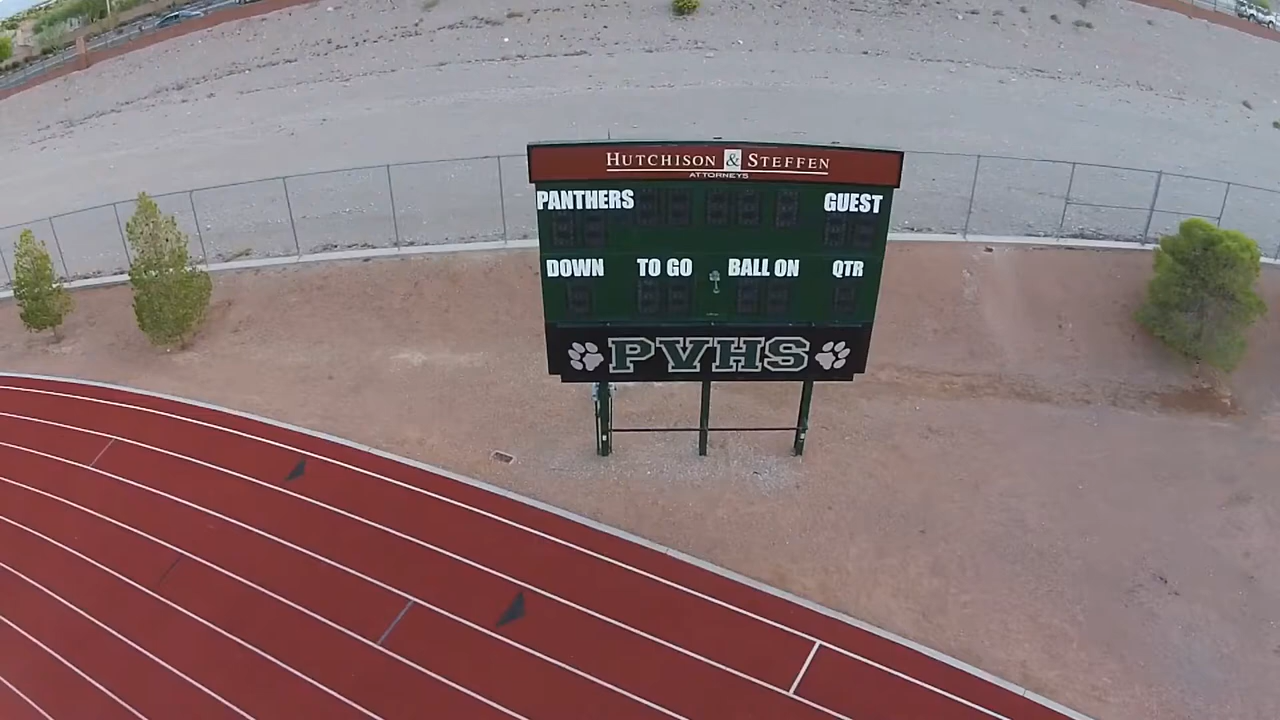 HUTCHISON & STEFFEN
ATTORNEYS
PANTHERS GUEST
DOWN TO GO BALL ON QTR
PVHS